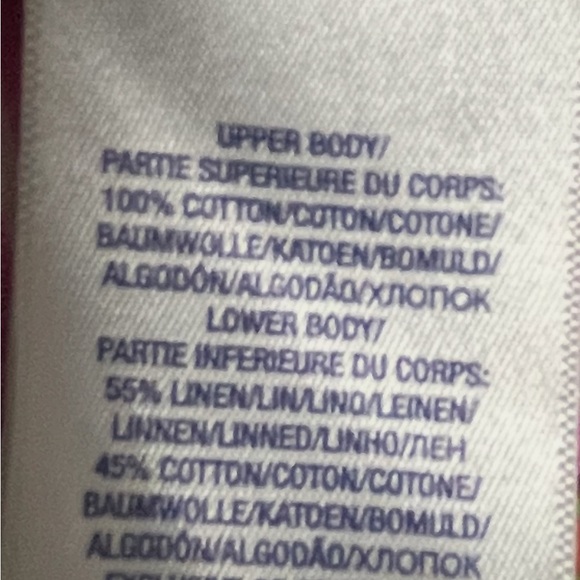 UPPER BODY/
PARTIE SUPERIEURE DU CORPS:
100% COTTON/COTON/COTONE/
BAUMWOLLE/KATOEN/BOMULD/
ALGODÓN/ALGODÃO/ХЛОПОК
LOWER BODY/
PARTIE INFERIEURE DU CORPS:
55% LINEN/LIN/LINO/LEINEN/
LINNEN/LINNED/LINHO/ЛЕН
45% COTTON/COTON/COTONE/
BAUMWOLLE/KATOEN/BOMULD/
ALGODÓN/ALGODÃO/ХЛОПОК